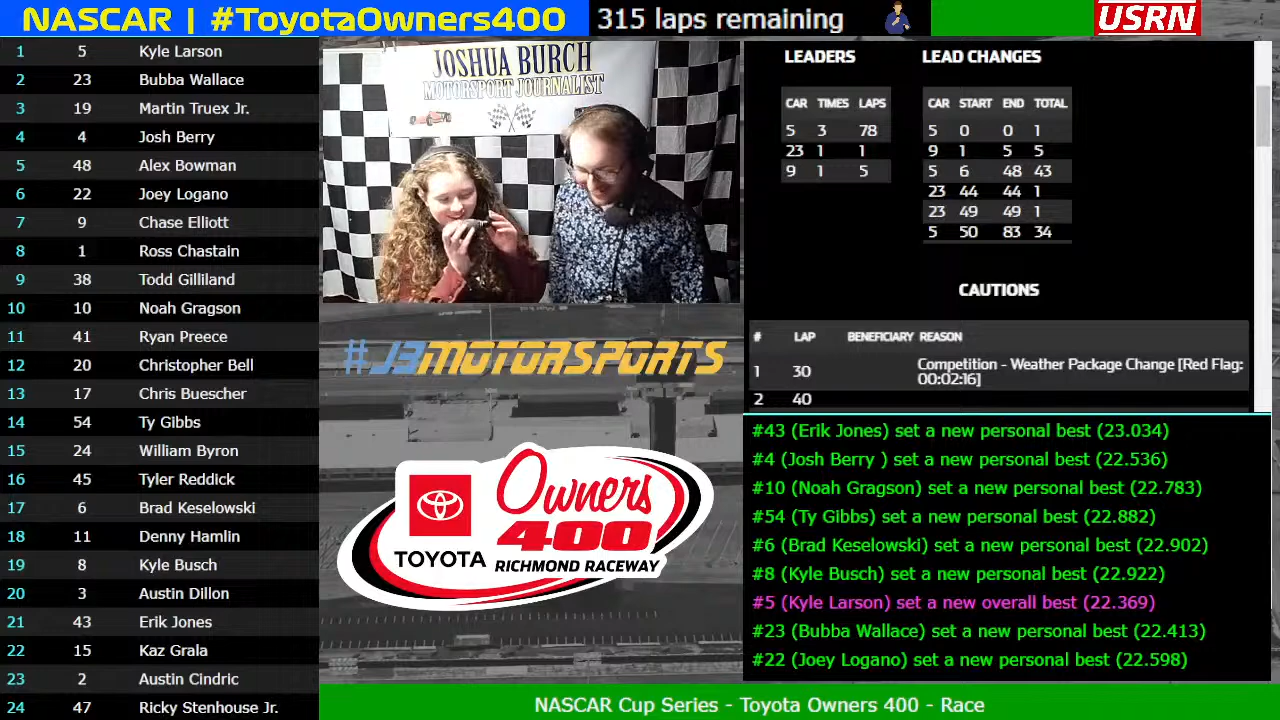 NASCAR | #ToyotaOwners400
315 laps remaining
USRN
1 5 Kyle Larson
2 23 Bubba Wallace
3 19 Martin Truex Jr.
4 4 Josh Berry
5 48 Alex Bowman
6 22 Joey Logano
7 9 Chase Elliott
8 1 Ross Chastain
9 38 Todd Gilliland
10 10 Noah Gragson
11 41 Ryan Preece
12 20 Christopher Bell
13 17 Chris Buescher
14 54 Ty Gibbs
15 24 William Byron
16 45 Tyler Reddick
17 6 Brad Keselowski
18 11 Denny Hamlin
19 8 Kyle Busch
20 3 Austin Dillon
21 43 Erik Jones
22 15 Kaz Grala
23 2 Austin Cindric
24 47 Ricky Stenhouse Jr.
JOSHUA BURCH
MOTORSPORT JOURNALIST
#JBMOTORSPORTS
Owners
400
TOYOTA
RICHMOND RACEWAY
LEADERS
CAR TIMES LAPS
5 3 78
23 1 1
9 1 5
LEAD CHANGES
CAR START END TOTAL
5 0 0 1
9 1 5 5
5 6 48 43
23 44 44 1
23 49 49 1
5 50 83 34
CAUTIONS
# LAP BENEFICIARY REASON
1 30 Competition - Weather Package Change [Red Flag:
00:02:16]
2 40
#43 (Erik Jones) set a new personal best (23.034)
#4 (Josh Berry ) set a new personal best (22.536)
#10 (Noah Gragson) set a new personal best (22.783)
#54 (Ty Gibbs) set a new personal best (22.882)
#6 (Brad Keselowski) set a new personal best (22.902)
#8 (Kyle Busch) set a new personal best (22.922)
#5 (Kyle Larson) set a new overall best (22.369)
#23 (Bubba Wallace) set a new personal best (22.413)
#22 (Joey Logano) set a new personal best (22.598)
NASCAR Cup Series - Toyota Owners 400 - Race